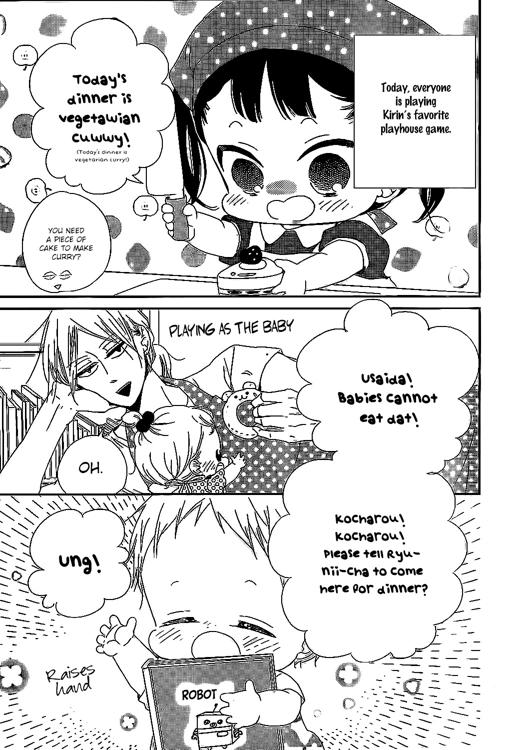 Today, everyone
is playing
Kirin's favorite
playhouse game.
Today's
dinner is
vegetawian
cuwwy!
(Today's dinner is
vegetarian curry!)
YOU NEED
A PIECE OF
CAKE TO MAKE
CURRY?
PLAYING AS THE BABY
Usaida!
Babies cannot
eat dat!
OH.
Kocharou!
Kocharou!
Please tell Ryu-
nii-cha to come
here for dinner?
Ung!
Raises
hand
ROBOT